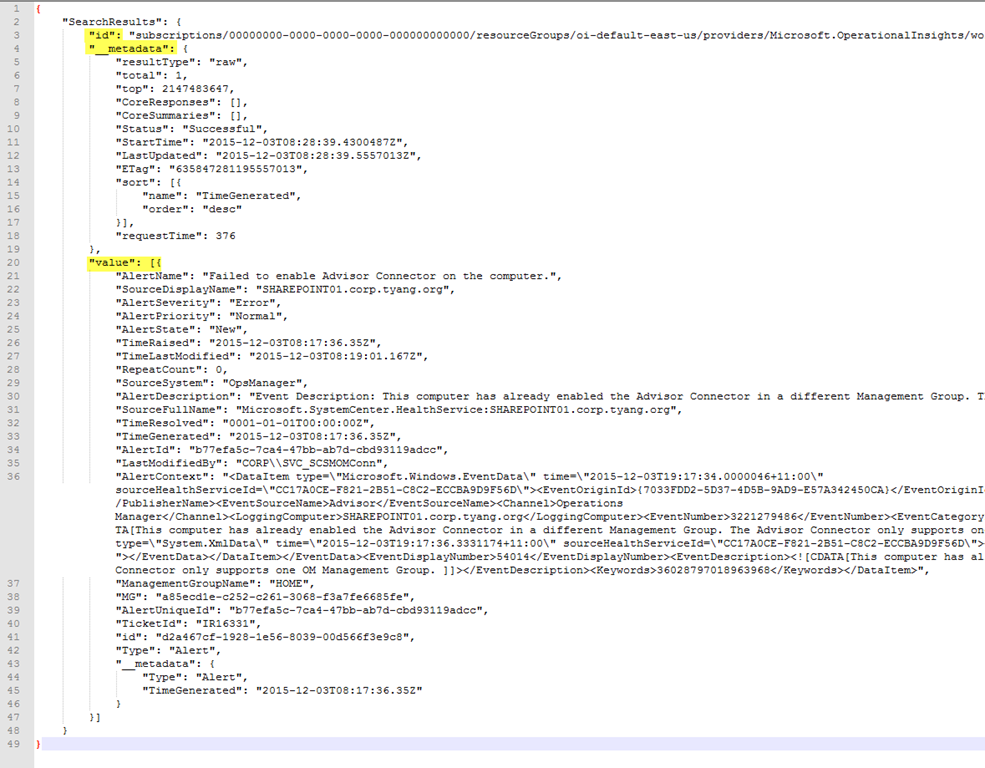 1 {
2 "SearchResults": {
3 "id": "subscriptions/00000000-0000-0000-0000-000000000000/resourceGroups/oi-default-east-us/providers/Microsoft.OperationalInsights/wo
4 "__metadata": {
5 "resultType": "raw",
6 "total": 1,
7 "top": 2147483647,
8 "CoreResponses": [],
9 "CoreSummaries": [],
10 "Status": "Successful",
11 "StartTime": "2015-12-03T08:28:39.4300487Z",
12 "LastUpdated": "2015-12-03T08:28:39.5557013Z",
13 "ETag": "635847281195557013",
14 "sort": [{
15 "name": "TimeGenerated",
16 "order": "desc"
17 }],
18 "requestTime": 376
19 },
20 "value": [{
21 "AlertName": "Failed to enable Advisor Connector on the computer.",
22 "SourceDisplayName": "SHAREPOINT01.corp.tyang.org",
23 "AlertSeverity": "Error",
24 "AlertPriority": "Normal",
25 "AlertState": "New",
26 "TimeRaised": "2015-12-03T08:17:36.35Z",
27 "TimeLastModified": "2015-12-03T08:19:01.167Z",
28 "RepeatCount": 0,
29 "SourceSystem": "OpsManager",
30 "AlertDescription": "Event Description: This computer has already enabled the Advisor Connector in a different Management Group. Th
31 "SourceFullName": "Microsoft.SystemCenter.HealthService:SHAREPOINT01.corp.tyang.org",
32 "TimeResolved": "0001-01-01T00:00:00Z",
33 "TimeGenerated": "2015-12-03T08:17:36.35Z",
34 "AlertId": "b77efa5c-7ca4-47bb-ab7d-cbd93119adcc",
35 "LastModifiedBy": "CORP\\SVC_SCSMOMConn",
36 "AlertContext": "<DataItem type=\"Microsoft.Windows.EventData\" time=\"2015-12-03T19:17:34.0000046+11:00\"
sourceHealthServiceId=\"CC17A0CE-F821-2B51-C8C2-ECCBA9D9F56D\"><EventOriginId>{7033FDD2-5D37-4D5B-9AD9-E57A342450CA}</EventOriginId
/PublisherName><EventSourceName>Advisor</EventSourceName><Channel>Operations
Manager</Channel><LoggingComputer>SHAREPOINT01.corp.tyang.org</LoggingComputer><EventNumber>3221279486</EventNumber><EventCategory
TA[This computer has already enabled the Advisor Connector in a different Management Group. The Advisor Connector only supports on
type=\"System.XmlData\" time=\"2015-12-03T19:17:36.3331174+11:00\" sourceHealthServiceId=\"CC17A0CE-F821-2B51-C8C2-ECCBA9D9F56D\">
\"></EventData></DataItem></EventData><EventDisplayNumber>54014</EventDisplayNumber><EventDescription><![CDATA[This computer has al
Connector only supports one OM Management Group. ]]></EventDescription><Keywords>36028797018963968</Keywords></DataItem>",
37 "ManagementGroupName": "HOME",
38 "MG": "a85ecd1e-c252-c261-3068-f3a7fe6685fe",
39 "AlertUniqueId": "b77efa5c-7ca4-47bb-ab7d-cbd93119adcc",
40 "TicketId": "IR16331",
41 "id": "d2a467cf-1928-1e56-8039-00d566f3e9c8",
42 "Type": "Alert",
43 "__metadata": {
44 "Type": "Alert",
45 "TimeGenerated": "2015-12-03T08:17:36.35Z"
46 }
47 }]
48 }
49 }